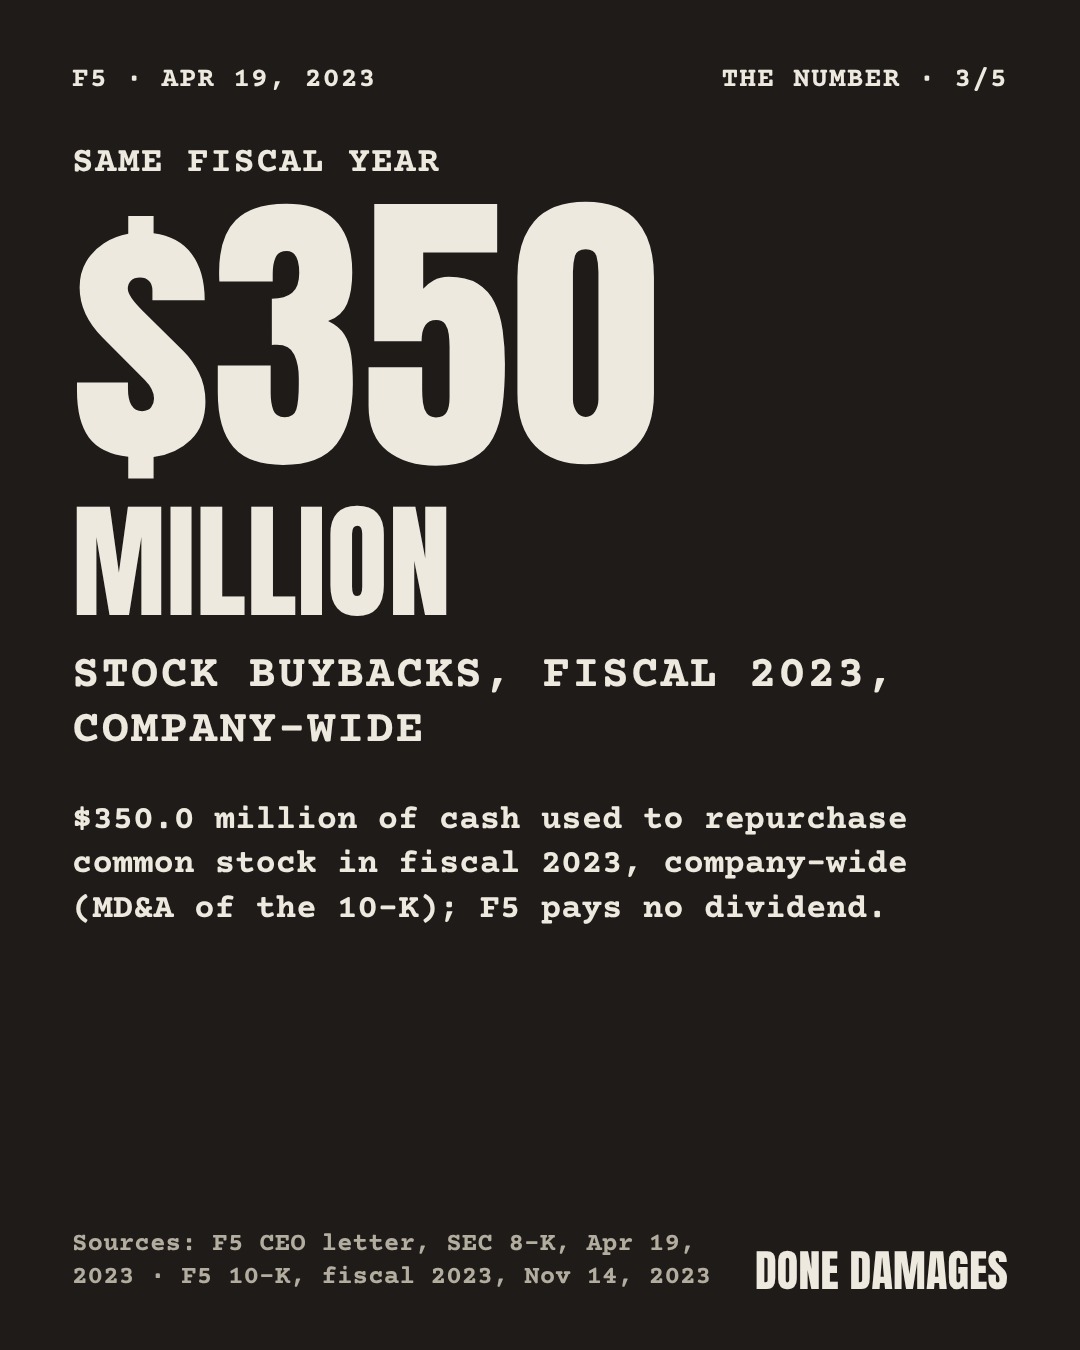 F5 · APR 19, 2023
THE NUMBER · 3/5
SAME FISCAL YEAR
$350
MILLION
STOCK BUYBACKS, FISCAL 2023,
COMPANY-WIDE
$350.0 million of cash used to repurchase
common stock in fiscal 2023, company-wide
(MD&A of the 10-K); F5 pays no dividend.
Sources: F5 CEO letter, SEC 8-K, Apr 19,
2023 · F5 10-K, fiscal 2023, Nov 14, 2023
DONE DAMAGES